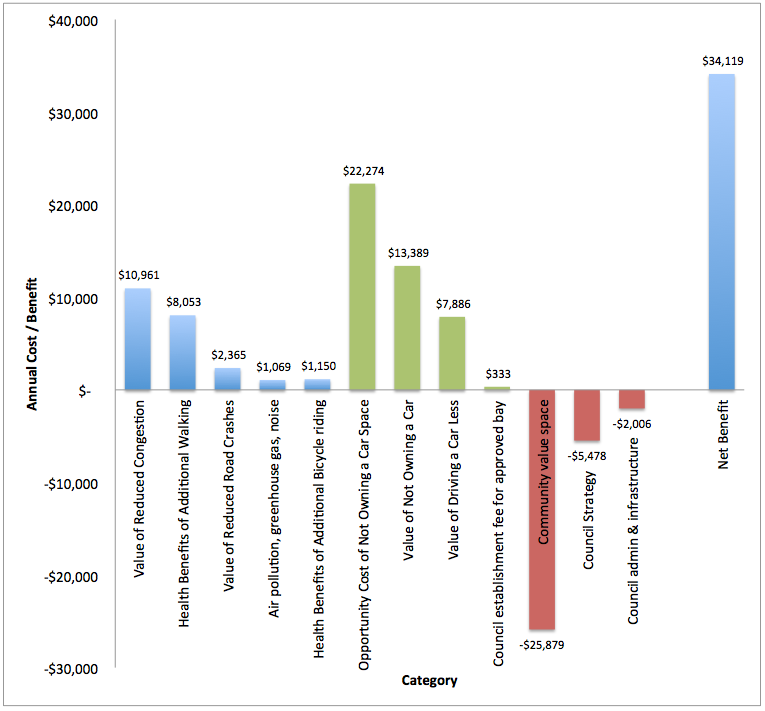 $40,000
$30,000
$20,000
$10,000
$-
-$10,000
-$20,000
-$30,000
Annual Cost / Benefit
$10,961
$8,053
$2,365
$1,069
$1,150
$22,274
$13,389
$7,886
$333
-$25,879
-$5,478
-$2,006
$34,119
Value of Reduced Congestion
Health Benefits of Additional Walking
Value of Reduced Road Crashes
Air pollution, greenhouse gas, noise
Health Benefits of Additional Bicycle riding
Opportunity Cost of Not Owning a Car Space
Value of Not Owning a Car
Value of Driving a Car Less
Council establishment fee for approved bay
Community value space
Council Strategy
Council admin & infrastructure
Net Benefit
Category